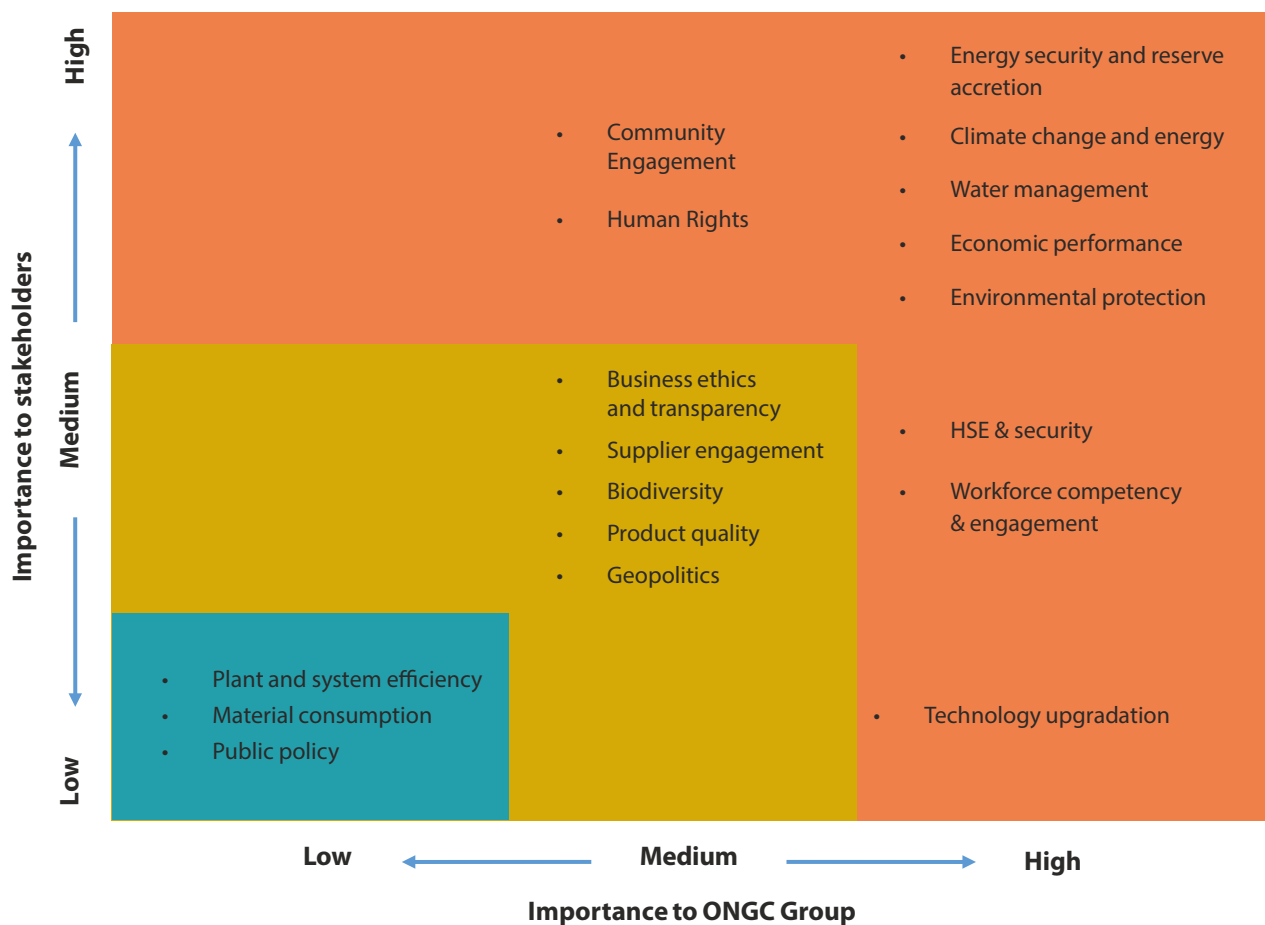 High
Medium
Low
Importance to stakeholders
• Community
Engagement
• Human Rights
• Energy security and reserve
accretion
• Climate change and energy
• Water management
• Economic performance
• Environmental protection
• Business ethics
and transparency
• Supplier engagement
• Biodiversity
• Product quality
• Geopolitics
• HSE & security
• Workforce competency
& engagement
• Plant and system efficiency
• Material consumption
• Public policy
• Technology upgradation
Low
Medium
High
Importance to ONGC Group